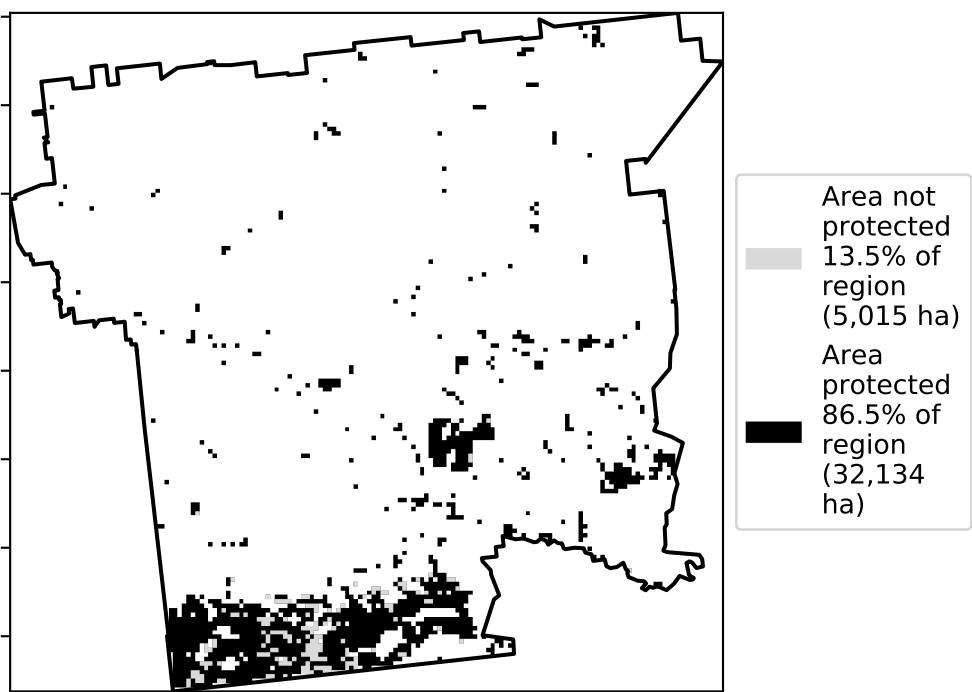 Area not
protected
13.5% of
region
(5,015 ha)
Area
protected
86.5% of
region
(32,134
ha)